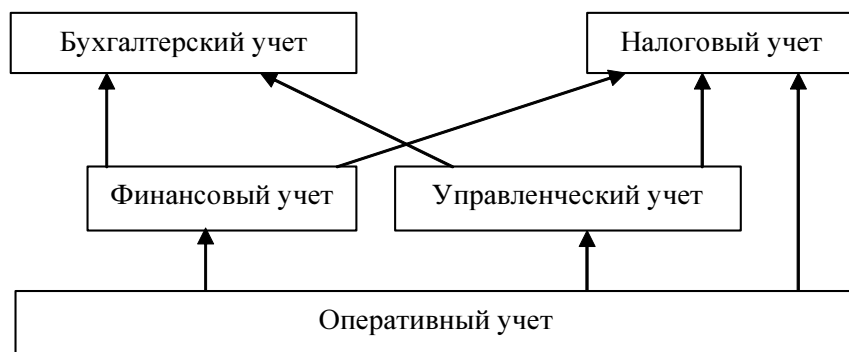 Бухгалтерский учет
Налоговый учет
Финансовый учет
Управленческий учет
Оперативный учет